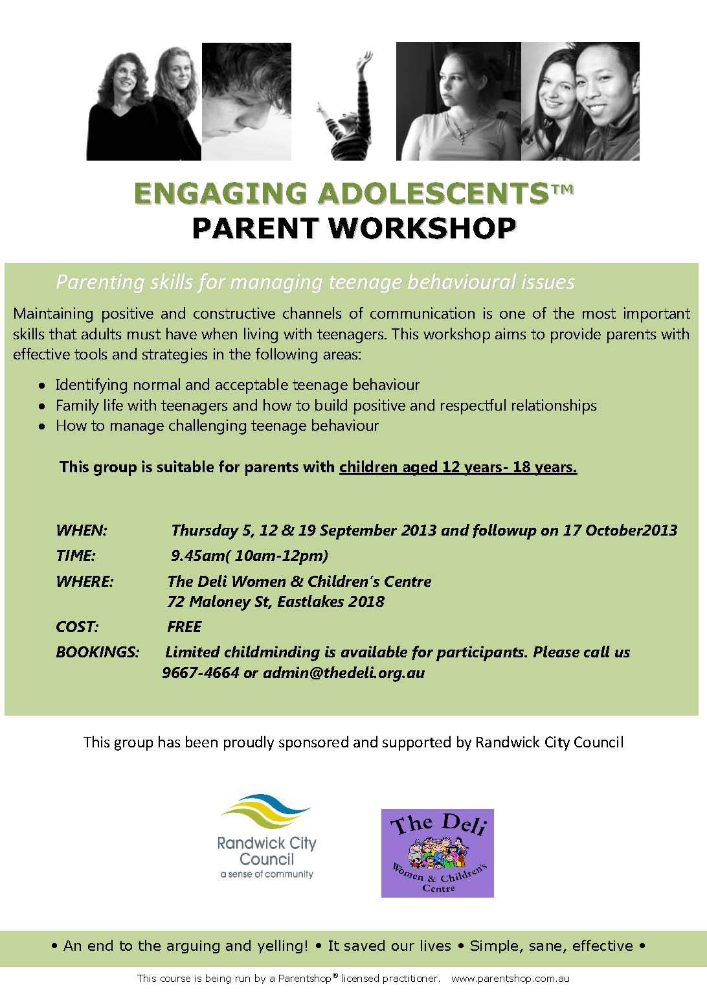 ENGAGING ADOLESCENTS™
PARENT WORKSHOP
Parenting skills for managing teenage behavioural issues
Maintaining positive and constructive channels of communication is one of the most important
skills that adults must have when living with teenagers. This workshop aims to provide parents with
effective tools and strategies in the following areas:
• Identifying normal and acceptable teenage behaviour
• Family life with teenagers and how to build positive and respectful relationships
• How to manage challenging teenage behaviour
This group is suitable for parents with children aged 12 years- 18 years.
WHEN: Thursday 5, 12 & 19 September 2013 and followup on 17 October2013
TIME: 9.45am( 10am-12pm)
WHERE: The Deli Women & Children's Centre
72 Maloney St, Eastlakes 2018
COST: FREE
BOOKINGS: Limited childminding is available for participants. Please call us
9667-4664 or admin@thedeli.org.au
This group has been proudly sponsored and supported by Randwick City Council
Randwick City
Council
a sense of community
The Deli
Women & Children's
Centre
• An end to the arguing and yelling! • It saved our lives • Simple, sane, effective •
This course is being run by a Parentshop® licensed practitioner. www.parentshop.com.au